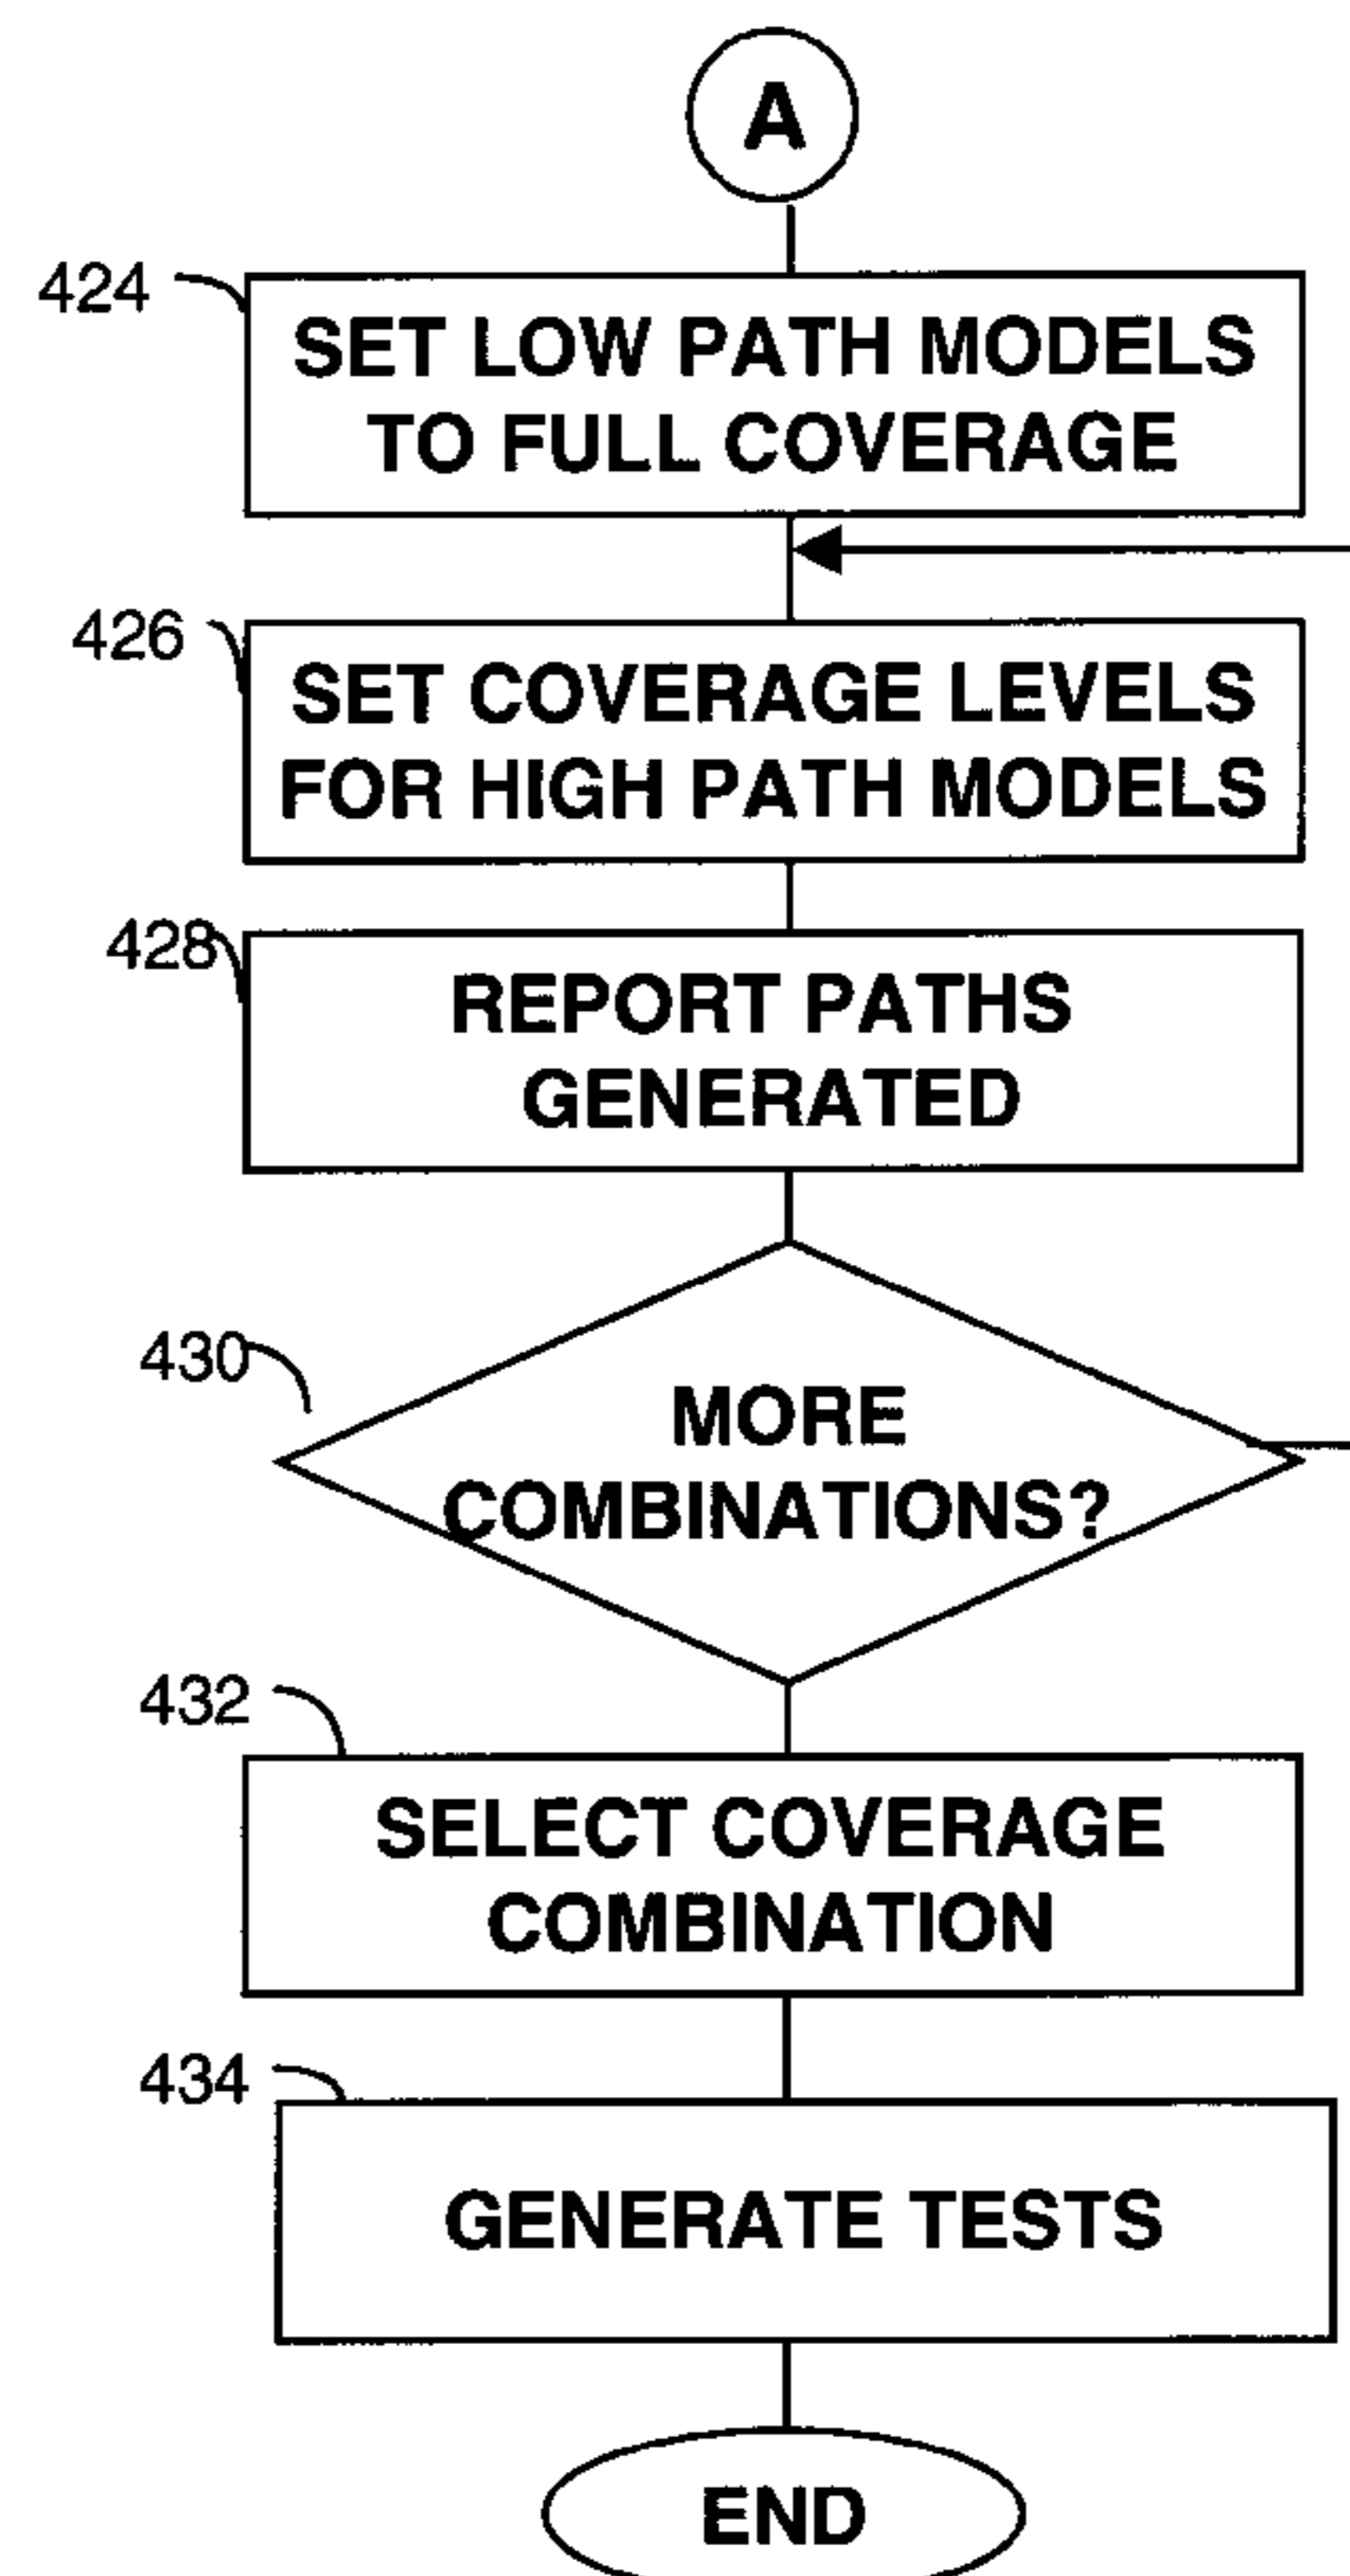 A
424
SET LOW PATH MODELS
TO FULL COVERAGE
426
SET COVERAGE LEVELS
FOR HIGH PATH MODELS
428
REPORT PATHS
GENERATED
430
MORE
COMBINATIONS?
432
SELECT COVERAGE
COMBINATION
434
GENERATE TESTS
END